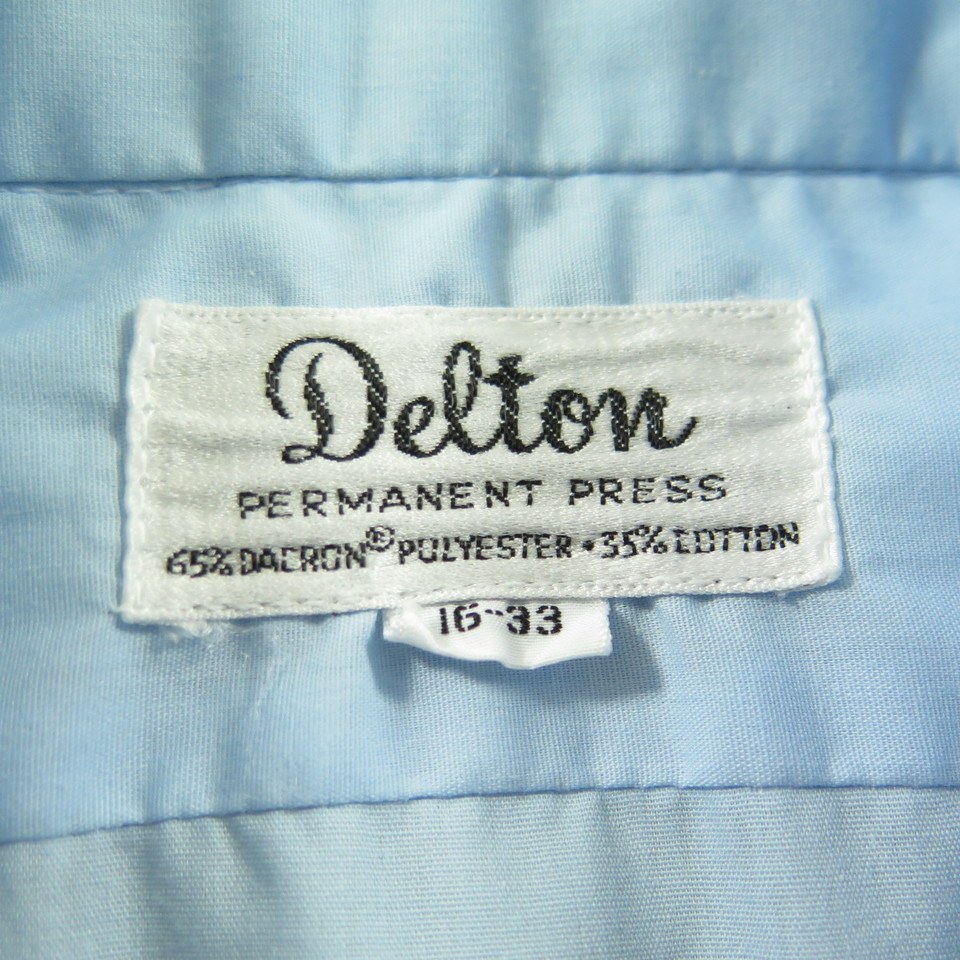 Delton
PERMANENT PRESS
65% DACRON® POLYESTER • 35% COTTON
16-33